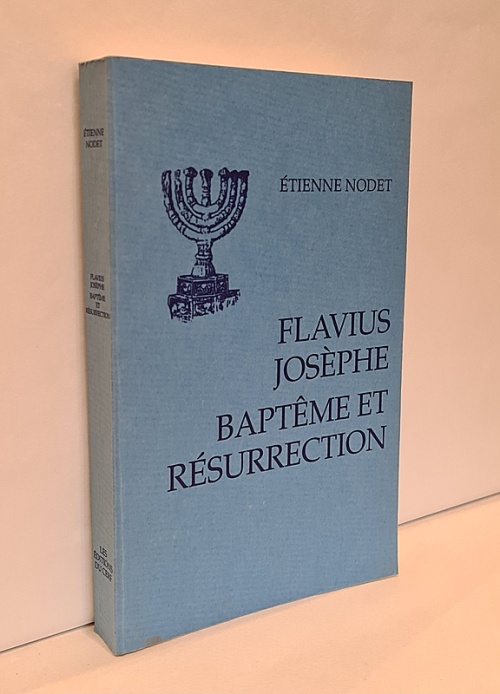 ÉTIENNE
NODET
FLAVIUS
JOSÈPHE
BAPTÊME
ET
RÉSURRECTION
LES
ÉDITIONS
DU CERF
ÉTIENNE NODET
FLAVIUS
JOSÈPHE
BAPTÊME ET
RÉSURRECTION